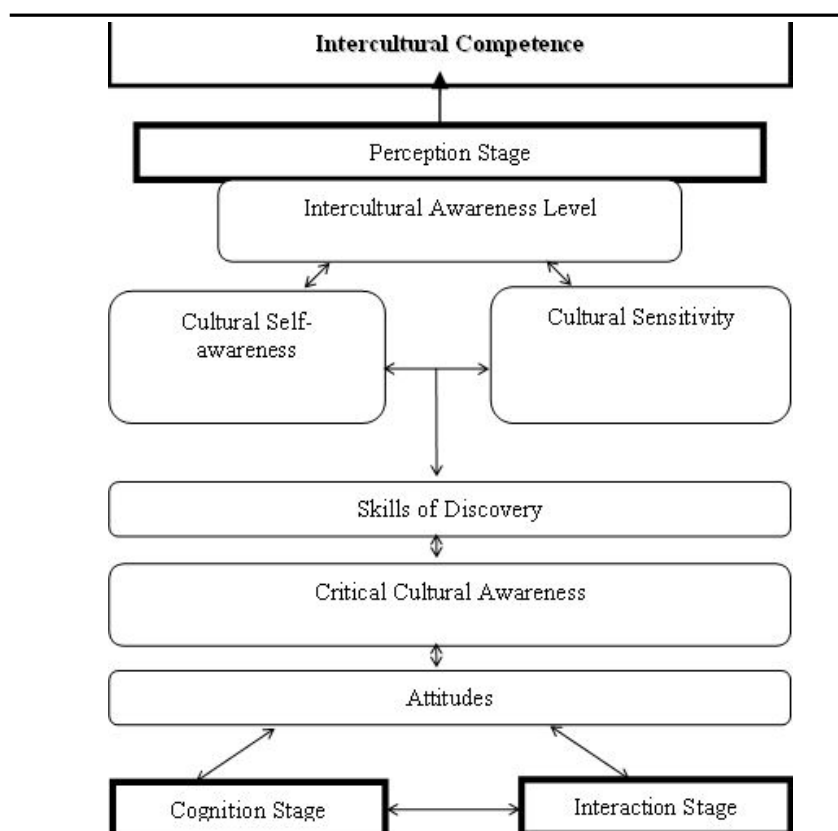 Intercultural Competence
Perception Stage
Intercultural Awareness Level
Cultural Self-
awareness
Cultural Sensitivity
Skills of Discovery
Critical Cultural Awareness
Attitudes
Cognition Stage
Interaction Stage